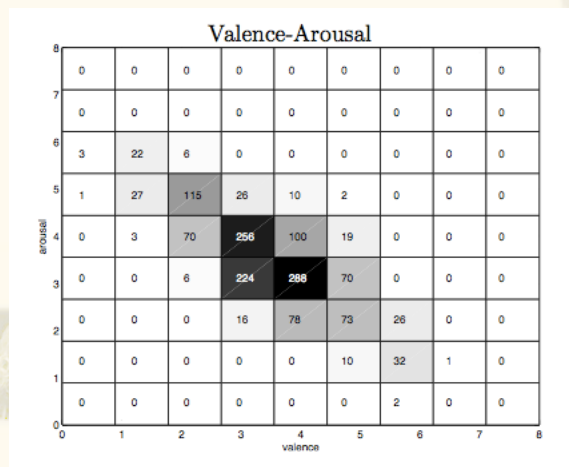 Valence-Arousal
8
0 0 0 0 0 0 0 0 0
7
0 0 0 0 0 0 0 0 0
6
3 22 6 0 0 0 0 0 0
5
1 27 115 26 10 2 0 0 0
arousal
4
0 3 70 256 100 19 0 0 0
3
0 0 6 224 288 70 0 0 0
2
0 0 0 16 78 73 26 0 0
1
0 0 0 0 0 10 32 1 0
0 0 0 0 0 0 2 0 0
0
0 1 2 3 4 5 6 7 8
valence